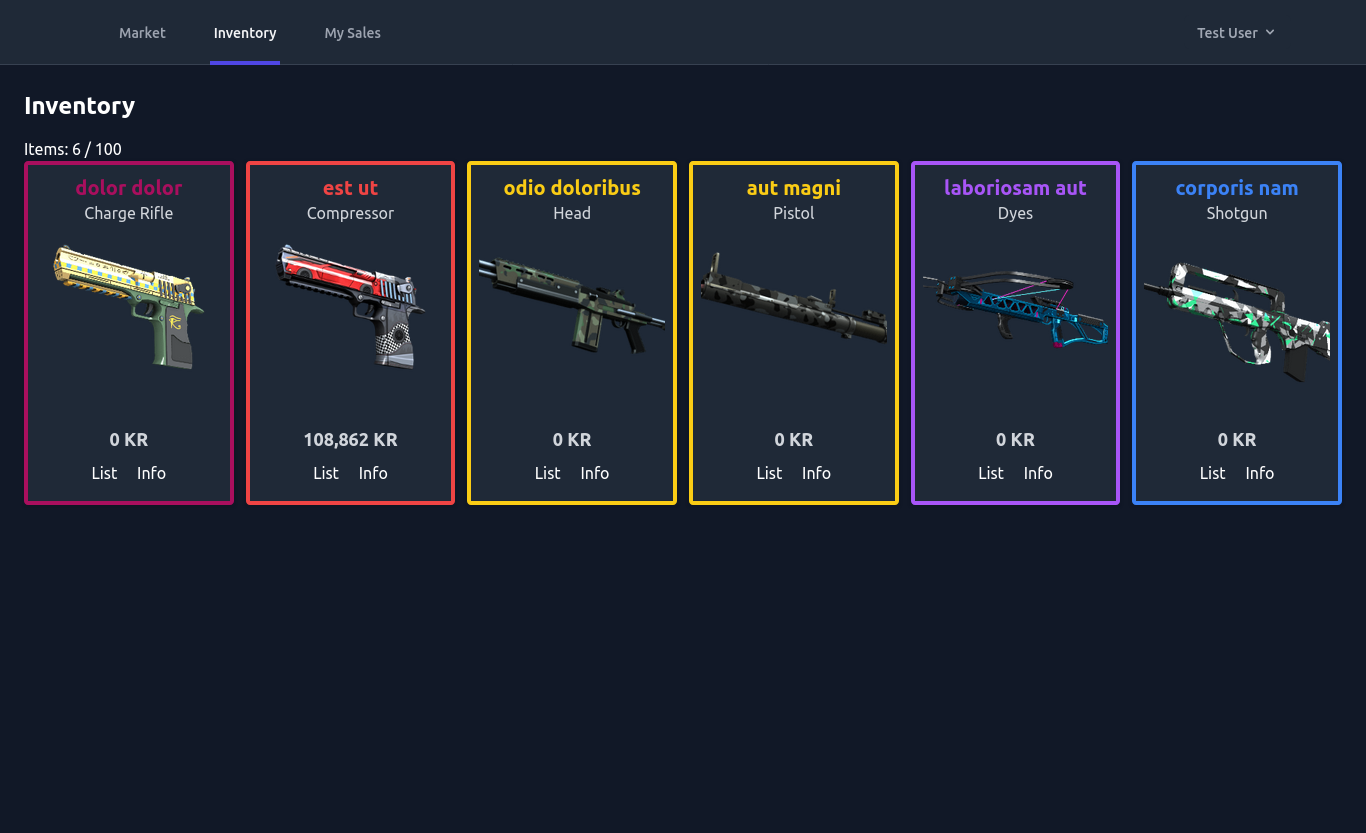 Market Inventory My Sales Test User
Inventory
Items: 6 / 100
dolor dolor
Charge Rifle
0 KR
List Info
est ut
Compressor
108,862 KR
List Info
odio doloribus
Head
0 KR
List Info
aut magni
Pistol
0 KR
List Info
laboriosam aut
Dyes
0 KR
List Info
corporis nam
Shotgun
0 KR
List Info